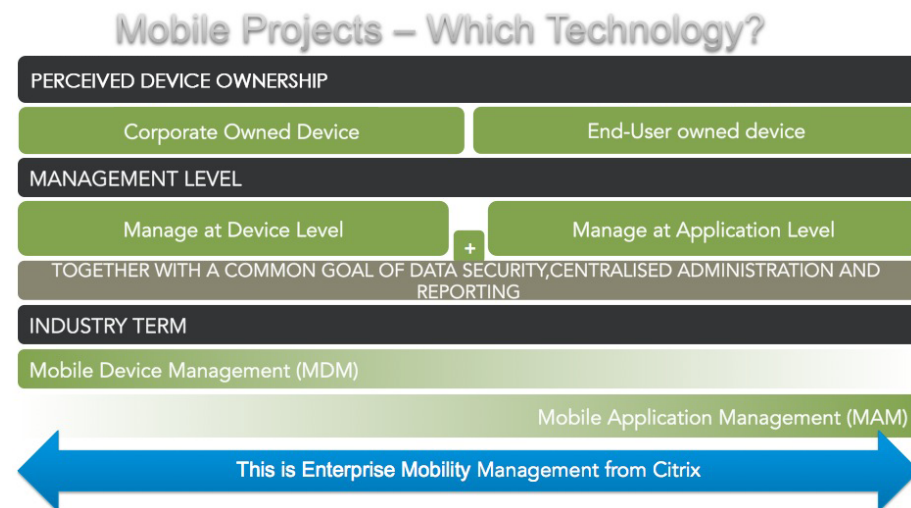 Mobile Projects – Which Technology?
PERCEIVED DEVICE OWNERSHIP
Corporate Owned Device
End-User owned device
MANAGEMENT LEVEL
Manage at Device Level
+
Manage at Application Level
TOGETHER WITH A COMMON GOAL OF DATA SECURITY,CENTRALISED ADMINISTRATION AND
REPORTING
INDUSTRY TERM
Mobile Device Management (MDM)
Mobile Application Management (MAM)
This is Enterprise Mobility Management from Citrix